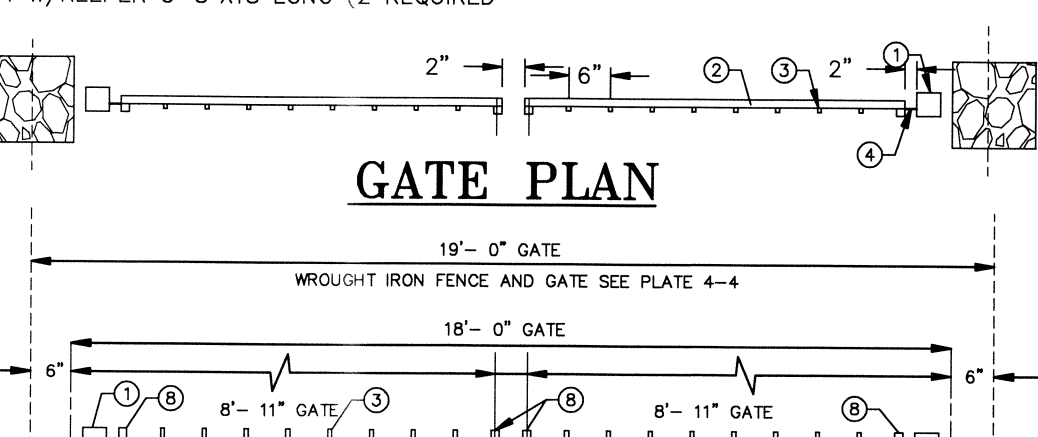 2" 6" 2 3 2" 1
4
GATE PLAN
19'- 0" GATE
WROUGHT IRON FENCE AND GATE SEE PLATE 4-4
18'- 0" GATE
6" 6"
1 8 8'- 11" GATE 3 8 8'- 11" GATE 8